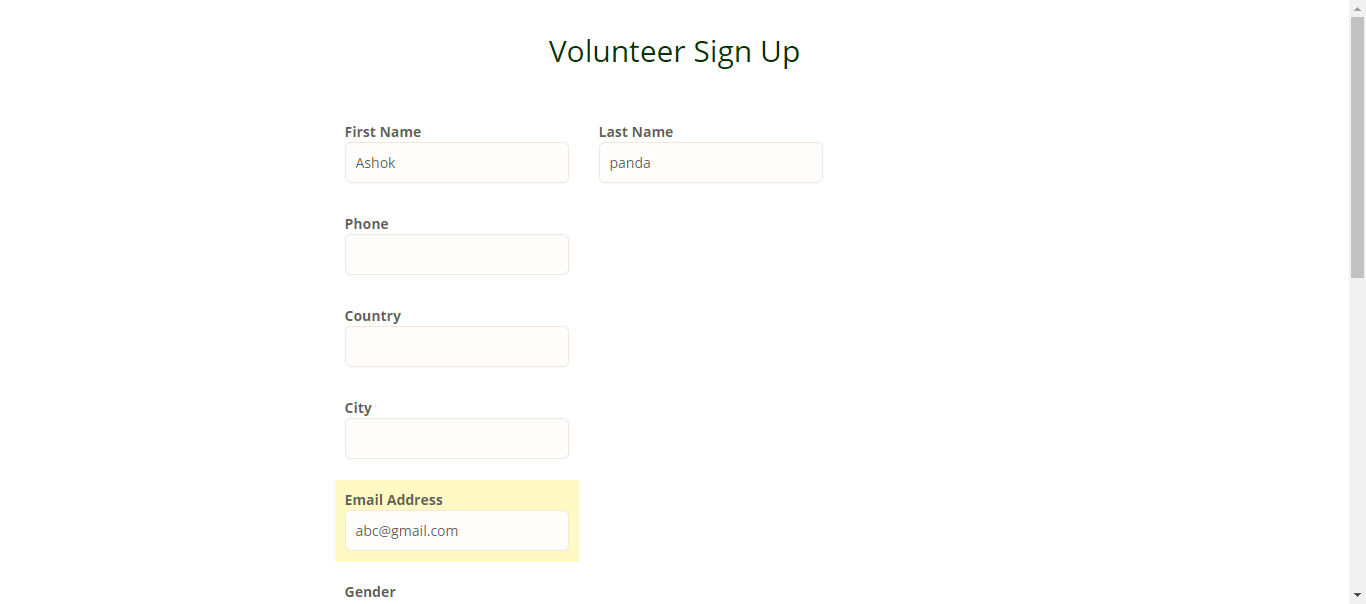 Volunteer Sign Up
First Name Last Name
Ashok panda
Phone
Country
City
Email Address
abc@gmail.com
Gender